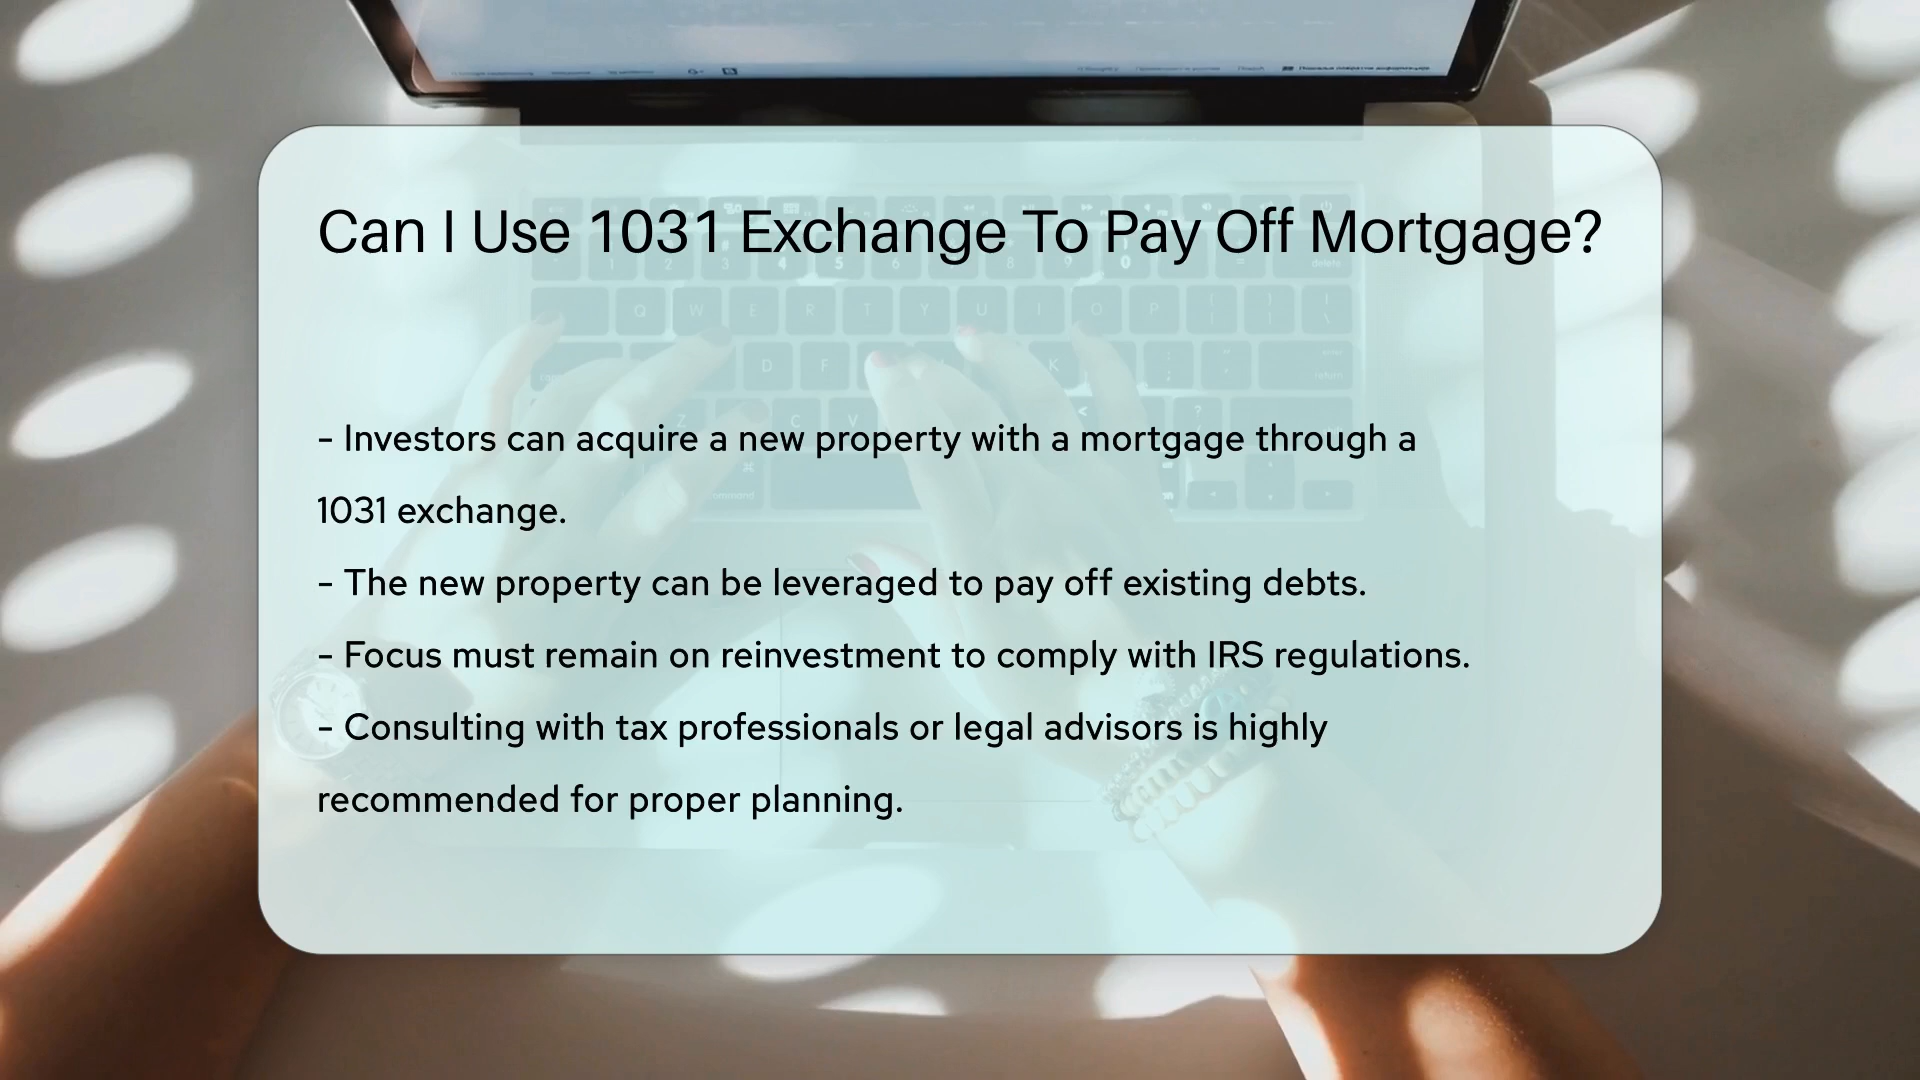 Can I Use 1031 Exchange To Pay Off Mortgage?
- Investors can acquire a new property with a mortgage through a
1031 exchange.
- The new property can be leveraged to pay off existing debts.
- Focus must remain on reinvestment to comply with IRS regulations.
- Consulting with tax professionals or legal advisors is highly
recommended for proper planning.